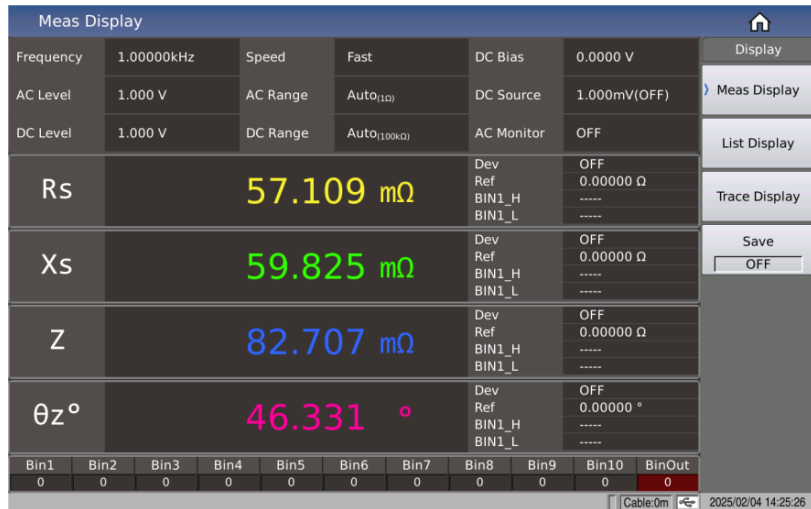 Meas Display
Frequency 1.00000kHz Speed Fast DC Bias 0.0000 V
AC Level 1.000 V AC Range Auto(1Ω) DC Source 1.000mV(OFF)
DC Level 1.000 V DC Range Auto(100kΩ) AC Monitor OFF
Rs 57.109 mΩ
Dev OFF
Ref 0.00000 Ω
BIN1_H -----
BIN1_L -----
Xs 59.825 mΩ
Dev OFF
Ref 0.00000 Ω
BIN1_H -----
BIN1_L -----
Z 82.707 mΩ
Dev OFF
Ref 0.00000 Ω
BIN1_H -----
BIN1_L -----
θz° 46.331 °
Dev OFF
Ref 0.00000 °
BIN1_H -----
BIN1_L -----
Bin1 Bin2 Bin3 Bin4 Bin5 Bin6 Bin7 Bin8 Bin9 Bin10 BinOut
0 0 0 0 0 0 0 0 0 0 0
Display
Meas Display
List Display
Trace Display
Save
OFF
Cable:0m 2025/02/04 14:25:26